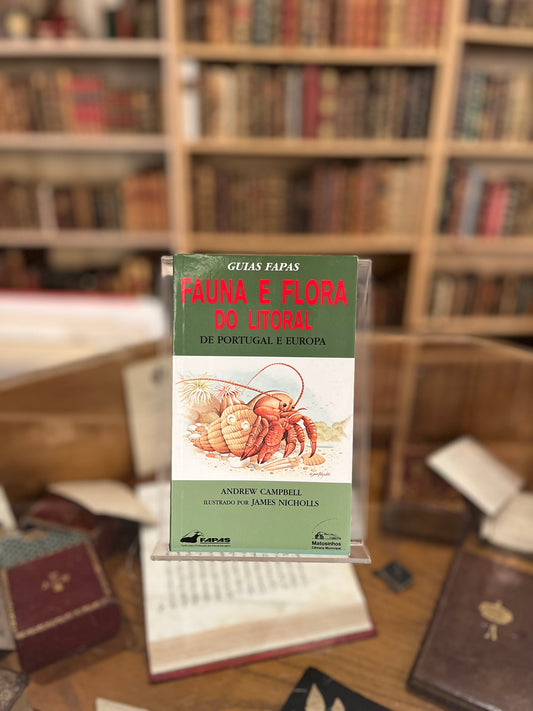 GUIAS FAPAS
FAUNA E FLORA
DO LITORAL
DE PORTUGAL E EUROPA
ANDREW CAMPBELL
ILUSTRADO POR JAMES NICHOLLS
FAPAS
Matosinhos
Câmara Municipal